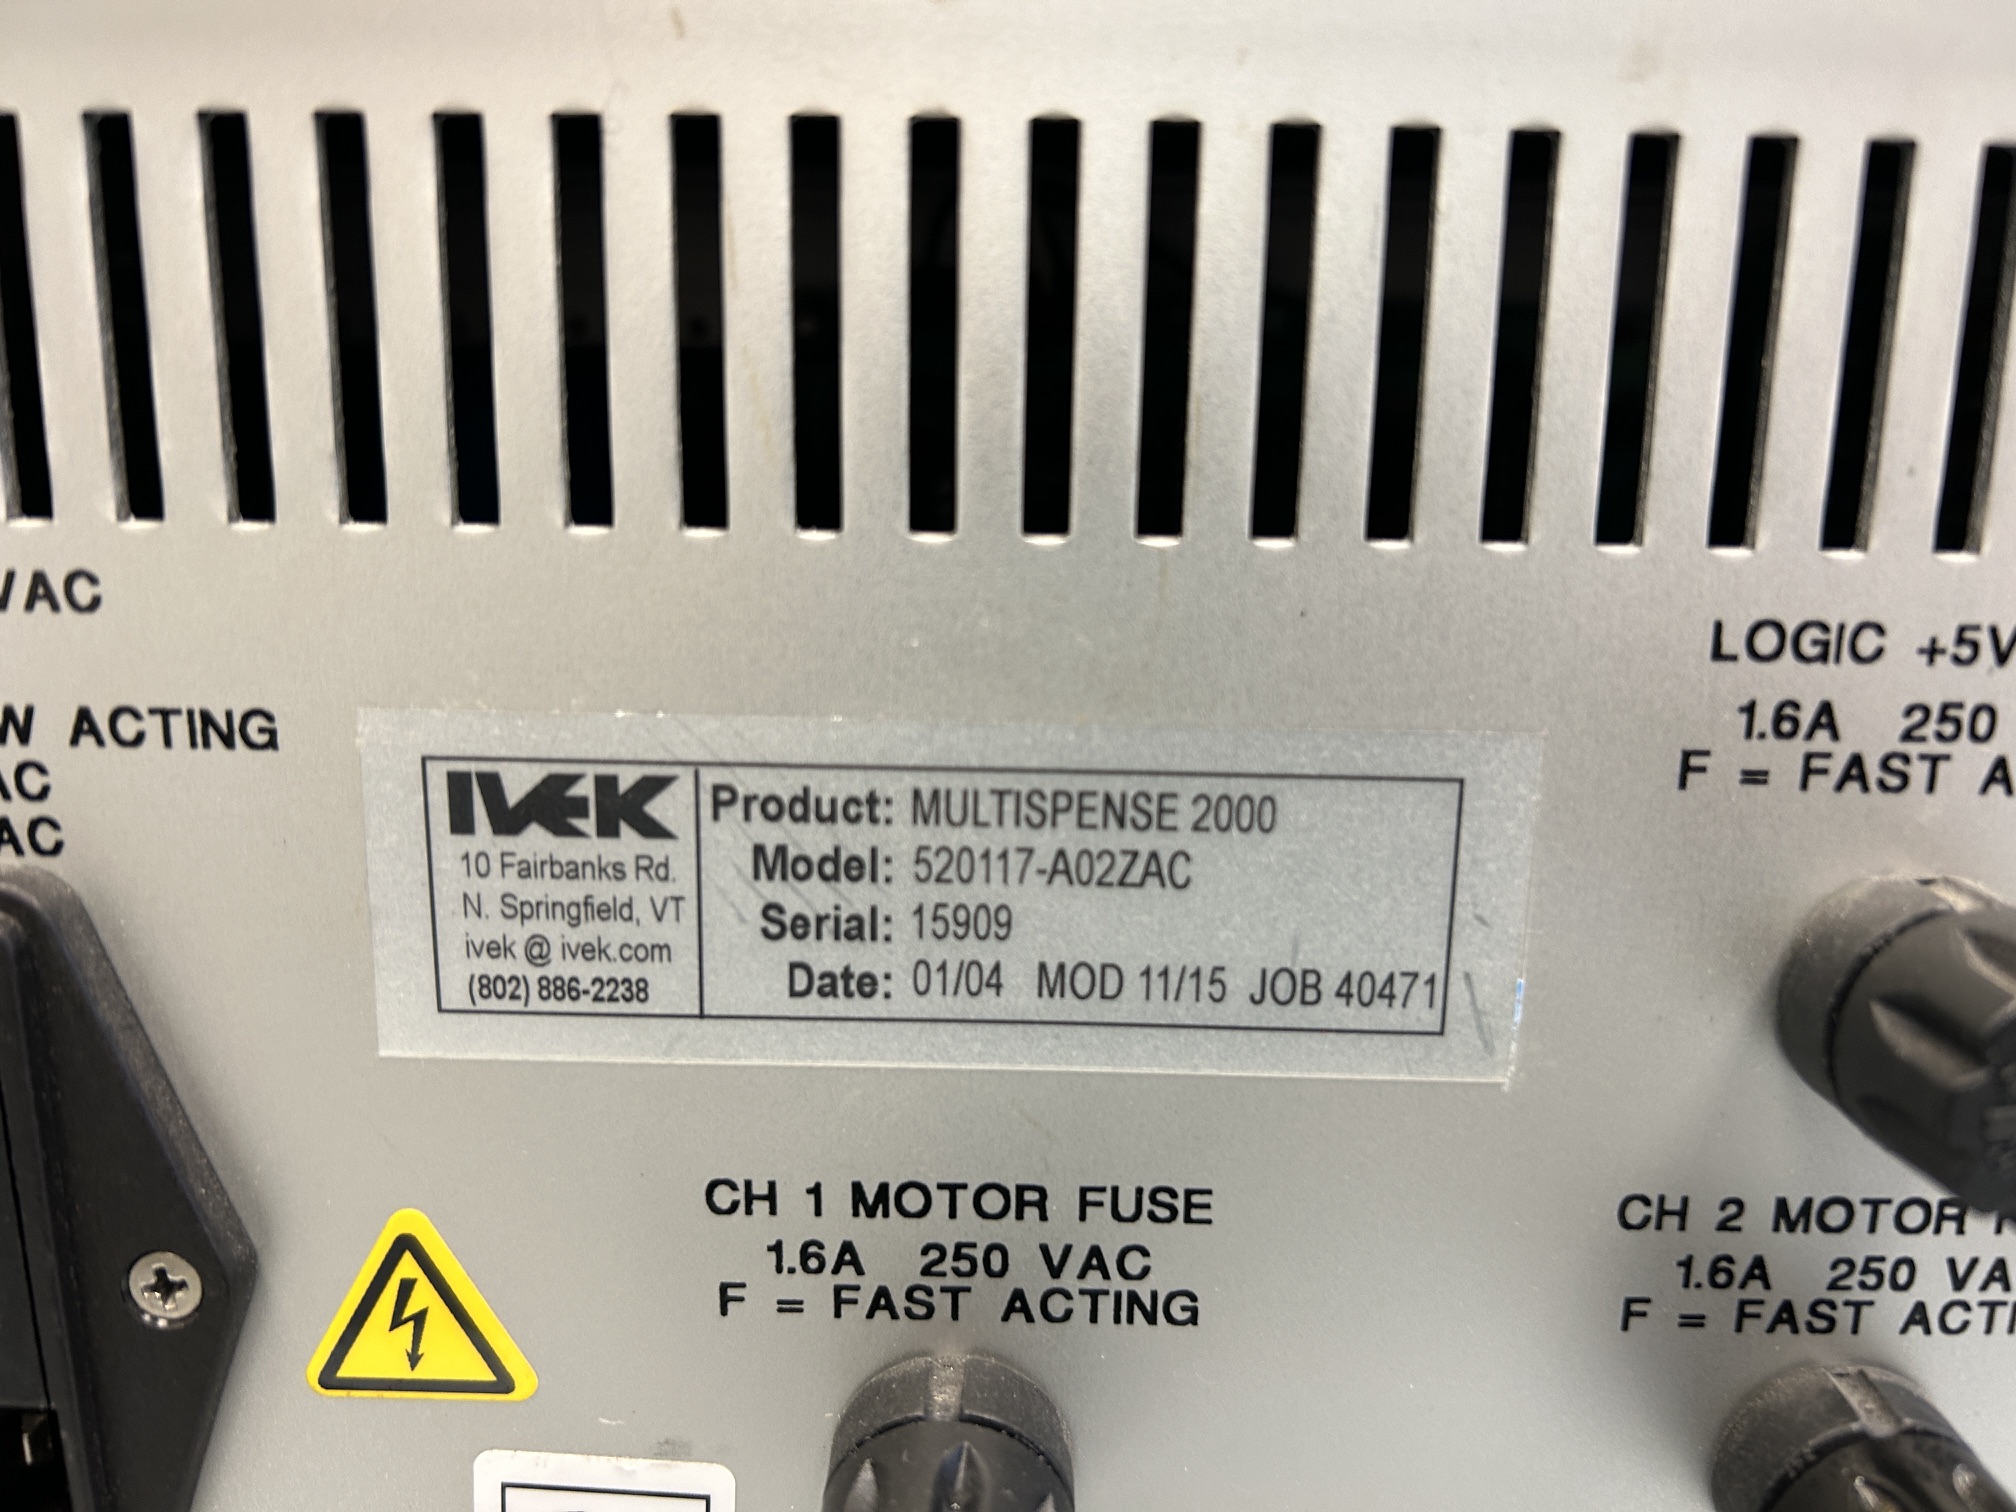 VAC
LOGIC +5V
W ACTING
1.6A 250
AC
F = FAST A
AC
IVEK
10 Fairbanks Rd.
N. Springfield, VT
ivek @ ivek.com
(802) 886-2238
Product: MULTISPENSE 2000
Model: 520117-A02ZAC
Serial: 15909
Date: 01/04 MOD 11/15 JOB 40471
CH 1 MOTOR FUSE
1.6A 250 VAC
F = FAST ACTING
CH 2 MOTOR
1.6A 250 VA
F = FAST ACTI